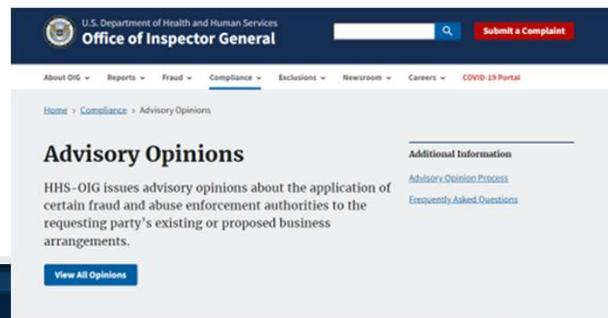 U.S. Department of Health and Human Services
Office of Inspector General
Submit a Complaint
About OIG
Reports
Fraud
Compliance
Exclusions
Newsroom
Careers
COVID-19 Portal
Home > Compliance > Advisory Opinions
Advisory Opinions
HHS-OIG issues advisory opinions about the application of
certain fraud and abuse enforcement authorities to the
requesting party's existing or proposed business
arrangements.
View All Opinions
Additional Information
Advisory Opinion Process
Frequently Asked Questions